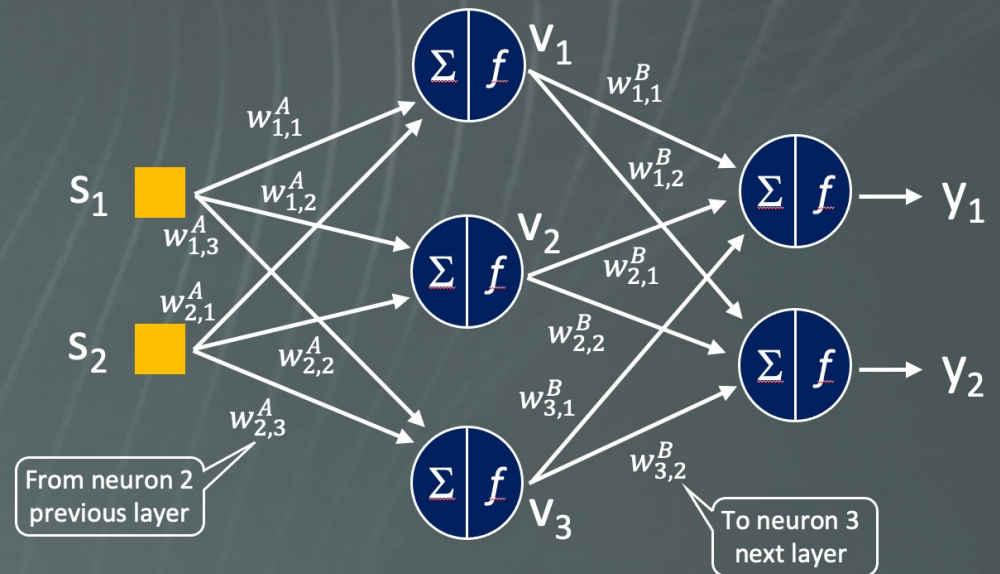 v₁
Σ f
w^B_{1,1}
w^A_{1,1}
w^B_{1,2}
s₁
w^A_{1,2}
Σ f
y₁
w^A_{1,3}
v₂
Σ f
w^B_{2,1}
w^A_{2,1}
s₂
w^B_{2,2}
w^A_{2,2}
Σ f
y₂
w^B_{3,1}
w^A_{2,3}
w^B_{3,2}
From neuron 2
previous layer
Σ f
v₃
To neuron 3
next layer